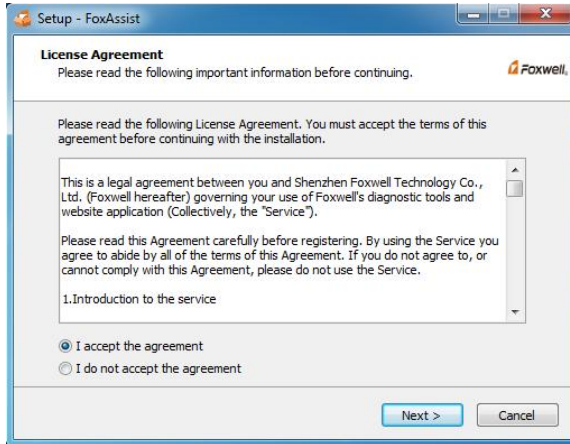 Setup - FoxAssist
License Agreement
Please read the following important information before continuing.
Foxwell
Please read the following License Agreement. You must accept the terms of this
agreement before continuing with the installation.
This is a legal agreement between you and Shenzhen Foxwell Technology Co.,
Ltd. (Foxwell hereafter) governing your use of Foxwell's diagnostic tools and
website application (Collectively, the "Service").
Please read this Agreement carefully before registering. By using the Service you
agree to abide by all of the terms of this Agreement. If you do not agree to, or
cannot comply with this Agreement, please do not use the Service.
1.Introduction to the service
I accept the agreement
I do not accept the agreement
Next >
Cancel